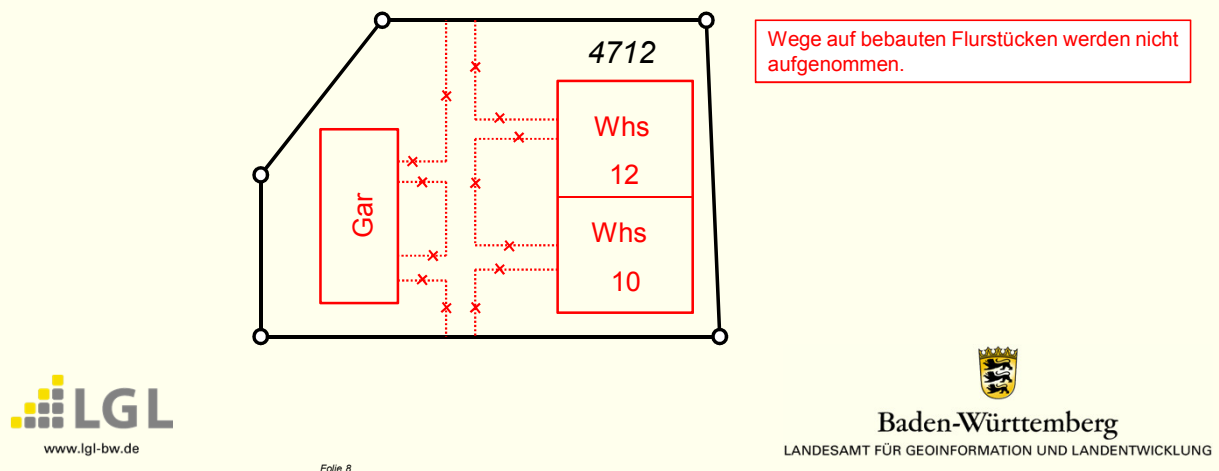 4712
Wege auf bebauten Flurstücken werden nicht
aufgenommen.
Whs
12
Gar
Whs
10
LGL
www.lgl-bw.de
Baden-Württemberg
LANDESAMT FÜR GEOINFORMATION UND LANDENTWICKLUNG
Folie 8